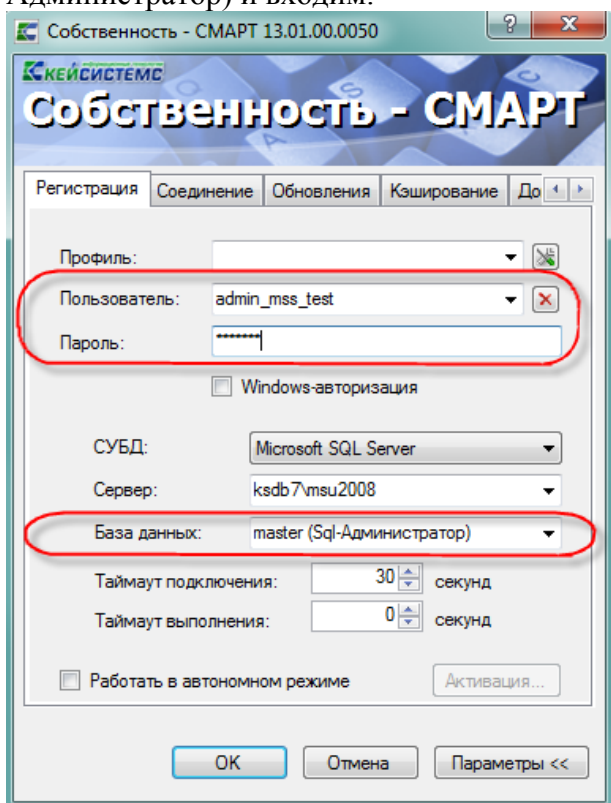 Администратор) и входим.
Собственность - СМАРТ 13.01.00.0050
КЕЙСИСТЕМС
Собственность - СМАРТ
Регистрация Соединение Обновления Кэширование До
Профиль:
Пользователь: admin_mss_test
Пароль: *******
Windows-авторизация
СУБД: Microsoft SQL Server
Сервер: ksdb7\msu2008
База данных: master (Sql-Администратор)
Таймаут подключения: 30 секунд
Таймаут выполнения: 0 секунд
Работать в автономном режиме Активация...
OK Отмена Параметры <<